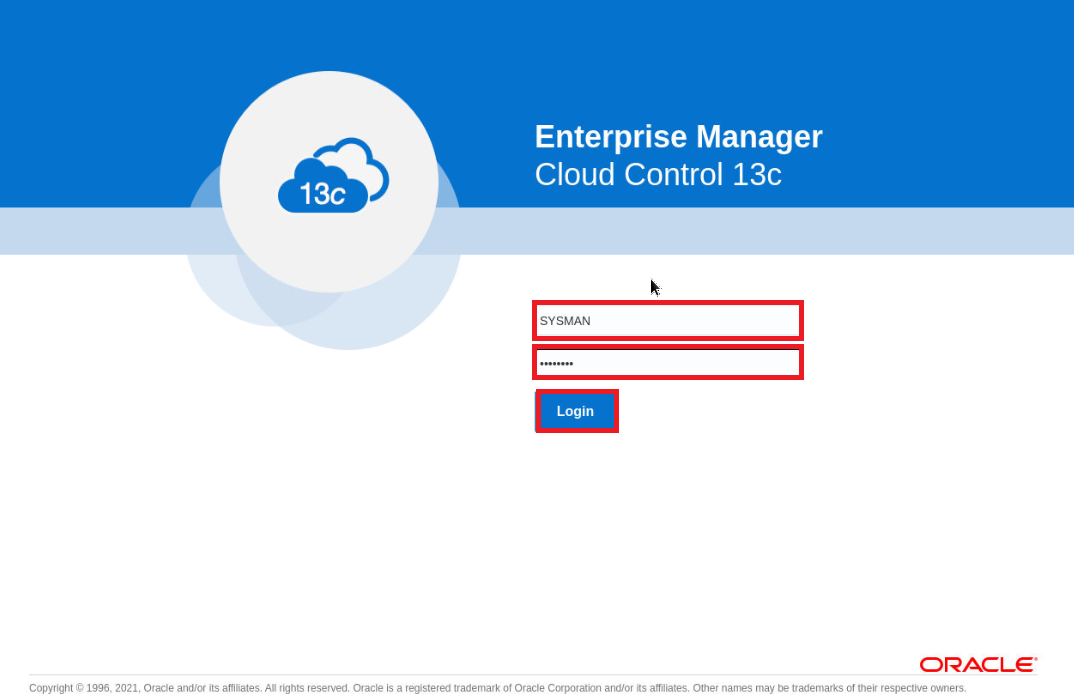 Enterprise Manager
Cloud Control 13c
13c
SYSMAN
••••••••
Login
ORACLE®
Copyright © 1996, 2021, Oracle and/or its affiliates. All rights reserved. Oracle is a registered trademark of Oracle Corporation and/or its affiliates. Other names may be trademarks of their respective owners.